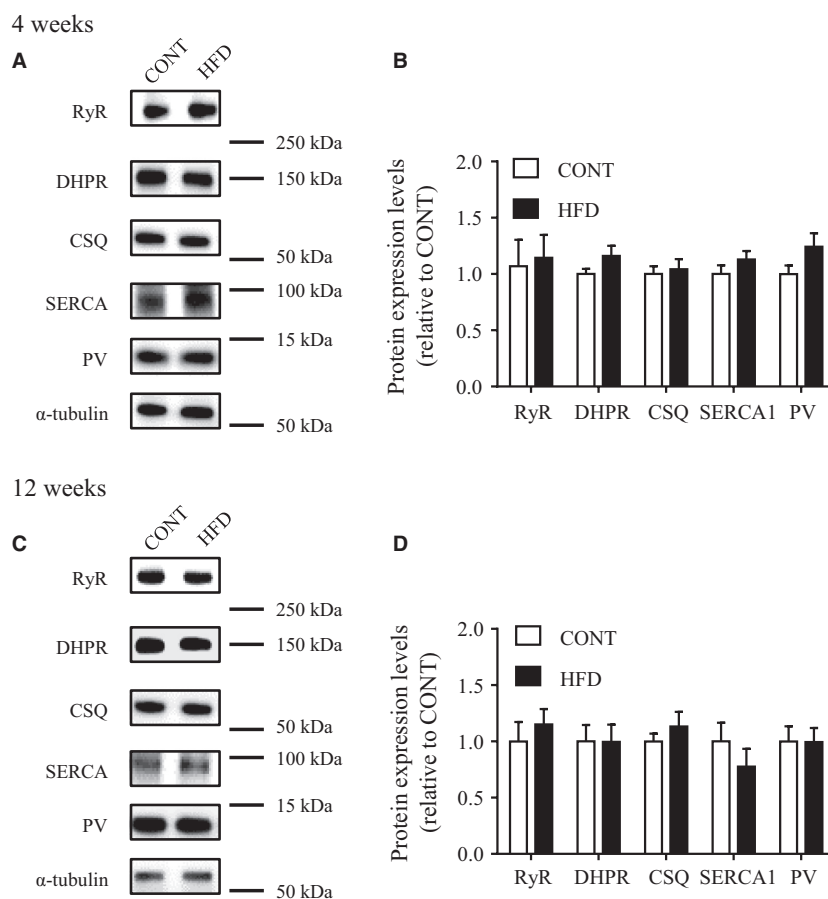 4 weeks
A
CONT HFD
RyR
250 kDa
DHPR
150 kDa
CSQ
50 kDa
SERCA
100 kDa
15 kDa
PV
α-tubulin
50 kDa
B
Protein expression levels
(relative to CONT)
2.0
1.5
1.0
0.5
0.0
CONT
HFD
RyR DHPR CSQ SERCA1 PV
12 weeks
C
CONT HFD
RyR
250 kDa
DHPR
150 kDa
CSQ
50 kDa
SERCA
100 kDa
15 kDa
PV
α-tubulin
50 kDa
D
Protein expression levels
(relative to CONT)
2.0
1.5
1.0
0.5
0.0
CONT
HFD
RyR DHPR CSQ SERCA1 PV